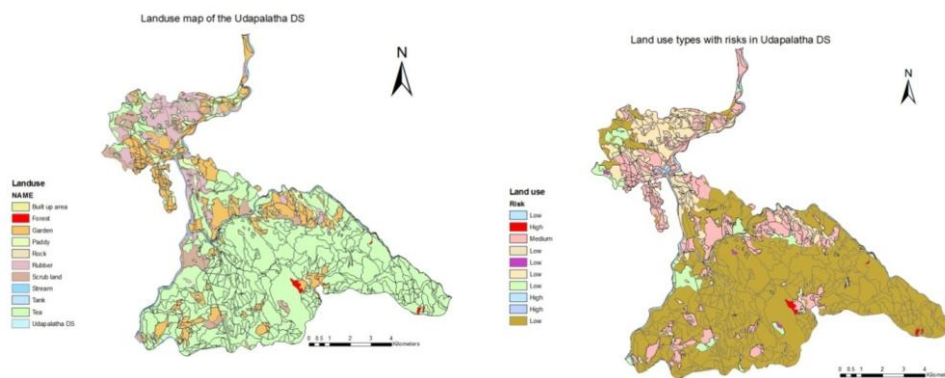 Landuse map of the Udapalatha DS
N
Landuse
NAME
Built up area
Forest
Garden
Paddy
Rock
Rubber
Scrub land
Stream
Tank
Tea
Udapalatha DS
0 0.5 1 2 3 4
Kilometers
Land use types with risks in Udapalatha DS
N
Land use
Risk
Low
High
Medium
Low
Low
Low
High
High
Low
0 0.5 1 2 3 4
Kilometers